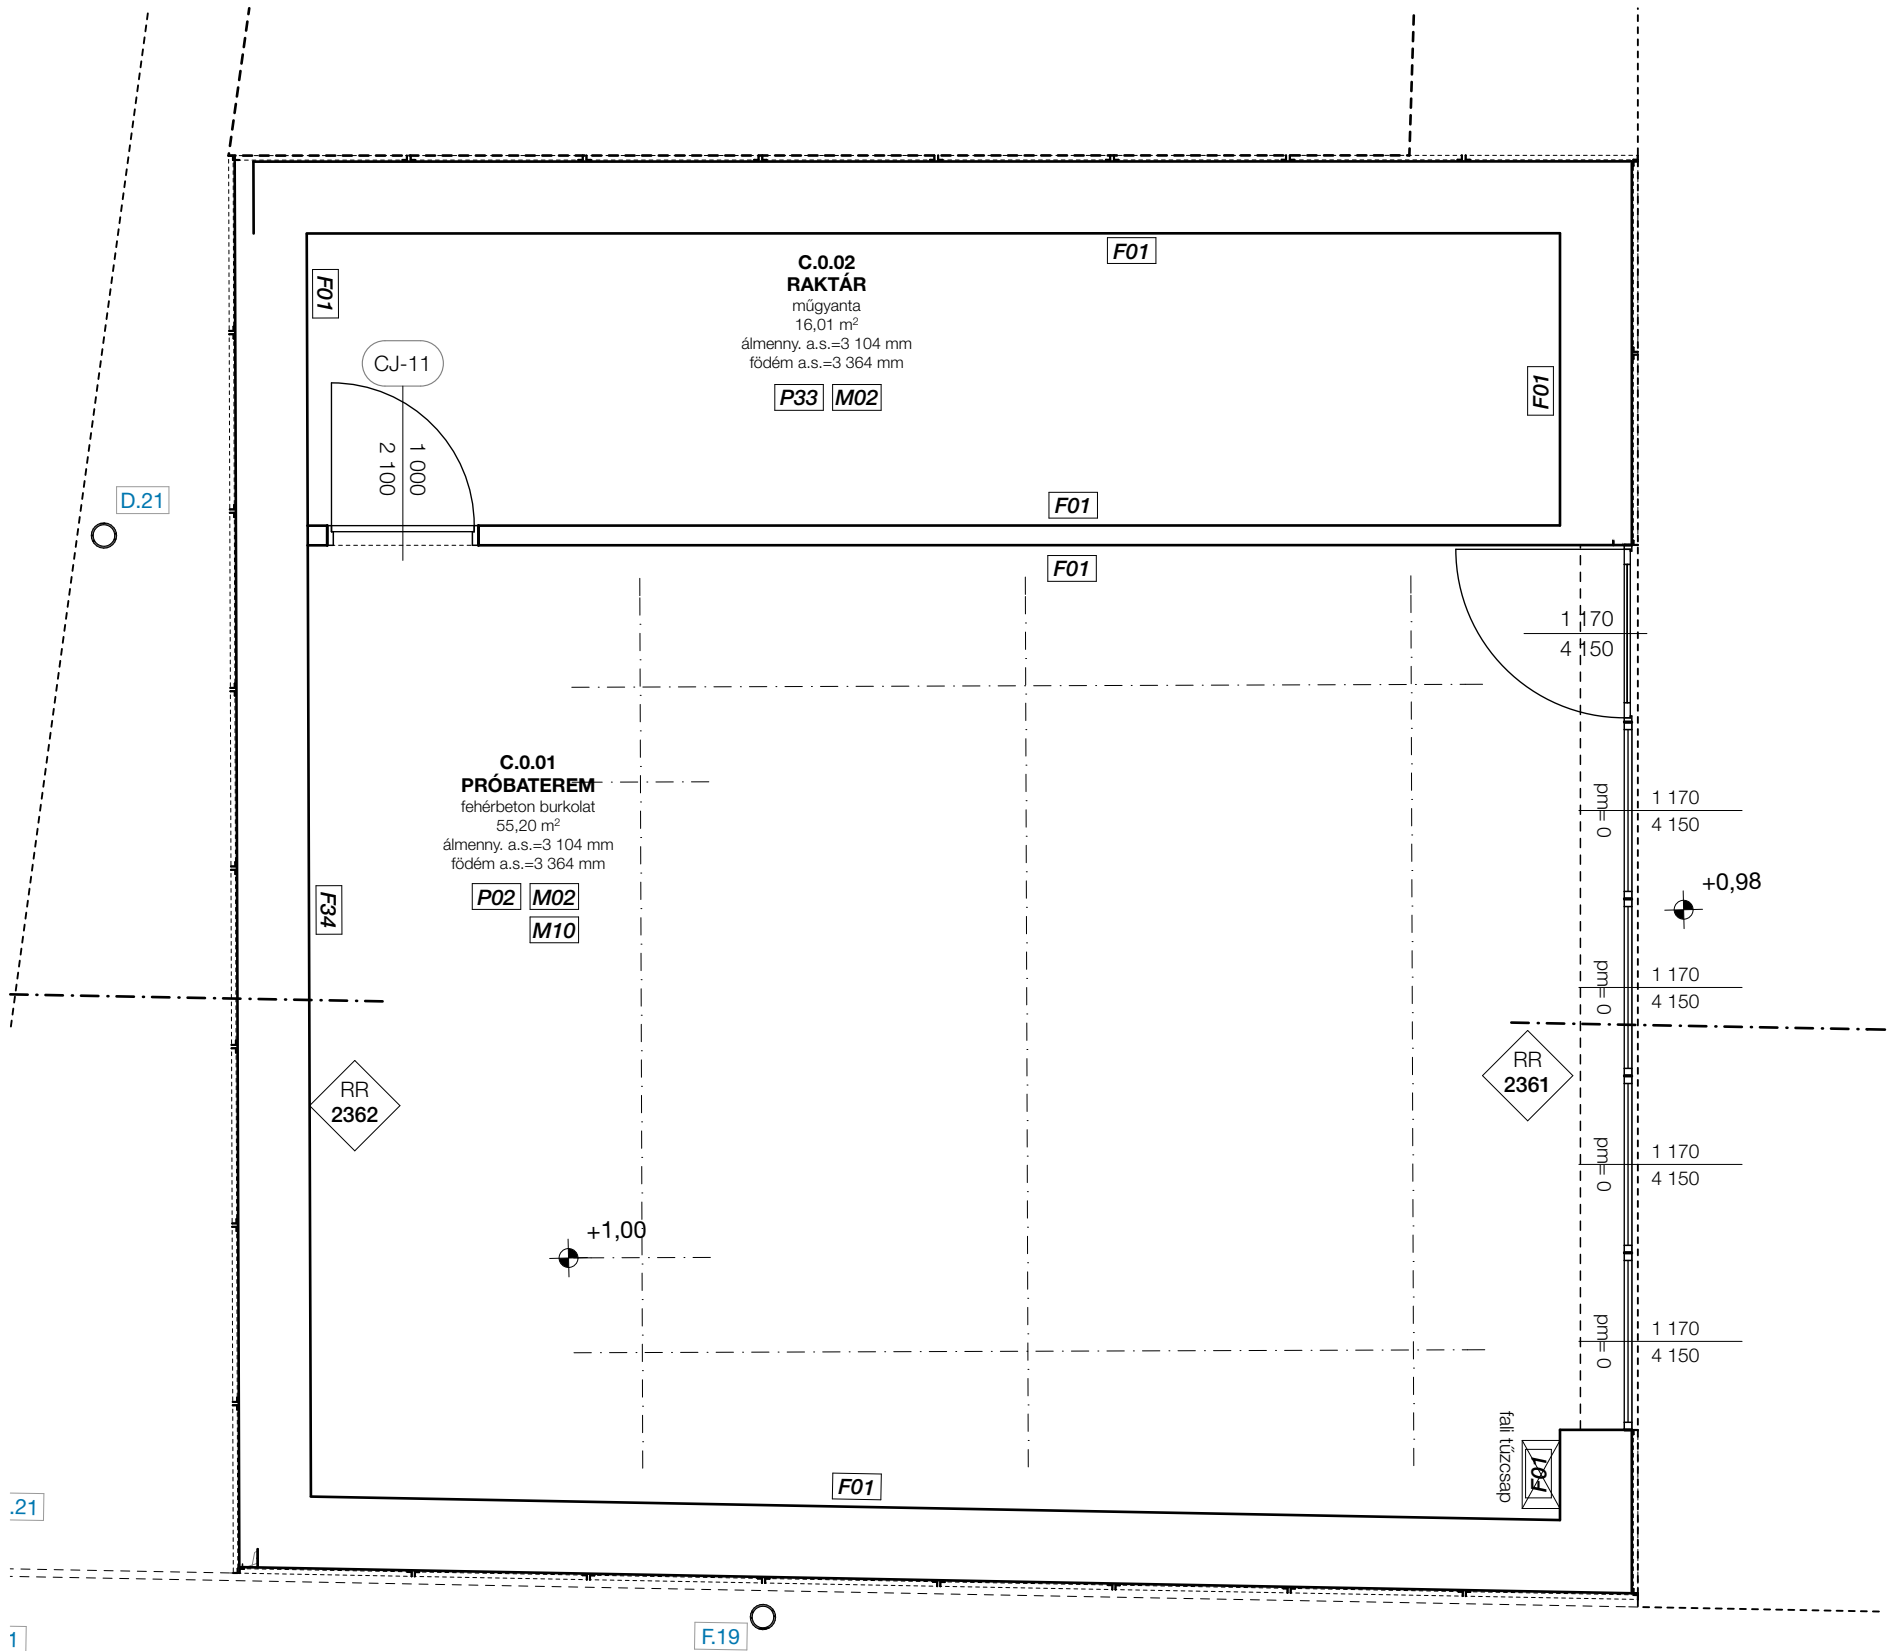 F01
F01
C.0.02
RAKTÁR
műgyanta
16,01 m²
álmenny. a.s.=3 104 mm
födém a.s.=3 364 mm
P33 M02
CJ-11
F01
1 000
2 100
D.21
F01
F01
1 170
4 150
C.0.01
PRÓBATEREM
fehérbeton burkolat
55,20 m²
álmenny. a.s.=3 104 mm
födém a.s.=3 364 mm
P02 M02
M10
F34
pm= 0
1 170
4 150
+0,98
pm= 0
1 170
4 150
RR
2362
RR
2361
pm= 0
1 170
4 150
+1,00
pm= 0
1 170
4 150
fali tűzcsap
F01
F01
.21
F.19
1